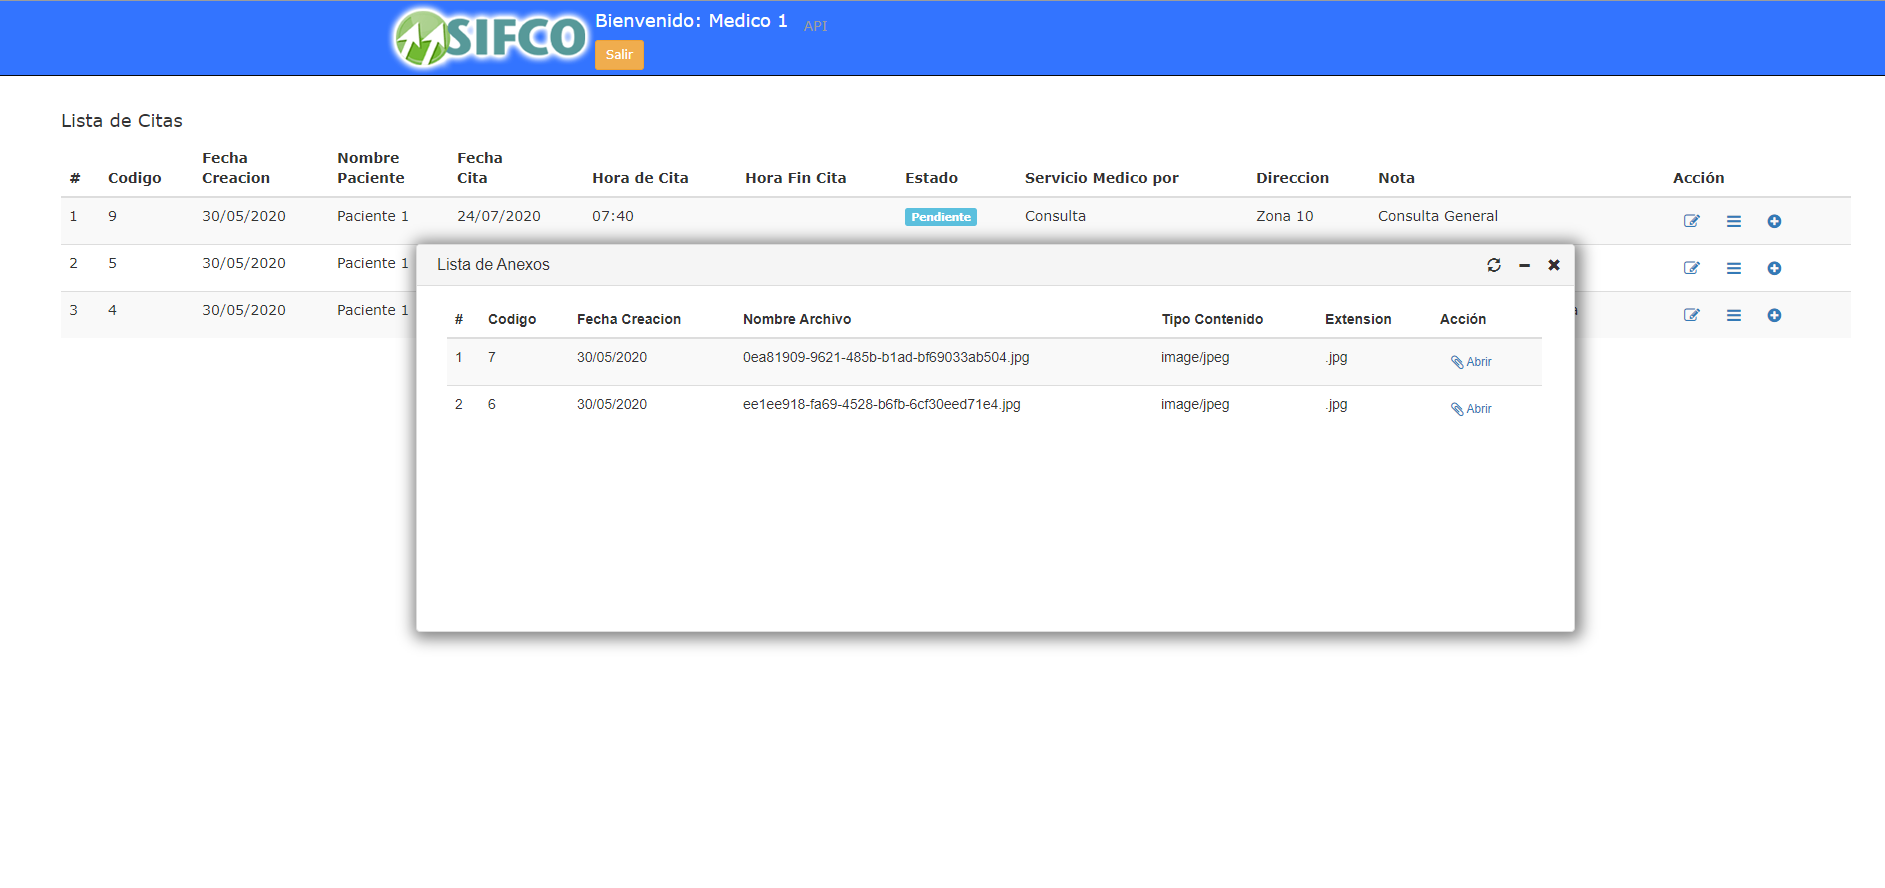 SIFCO
Bienvenido: Medico 1 API
Salir
Lista de Citas
# Codigo Fecha Creacion Nombre Paciente Fecha Cita Hora de Cita Hora Fin Cita Estado Servicio Medico por Direccion Nota Acción
1 9 30/05/2020 Paciente 1 24/07/2020 07:40 Pendiente Consulta Zona 10 Consulta General
2 5 30/05/2020 Paciente 1
3 4 30/05/2020 Paciente 1
Lista de Anexos
# Codigo Fecha Creacion Nombre Archivo Tipo Contenido Extension Acción
1 7 30/05/2020 0ea81909-9621-485b-b1ad-bf69033ab504.jpg image/jpeg .jpg Abrir
2 6 30/05/2020 ee1ee918-fa69-4528-b6fb-6cf30eed71e4.jpg image/jpeg .jpg Abrir